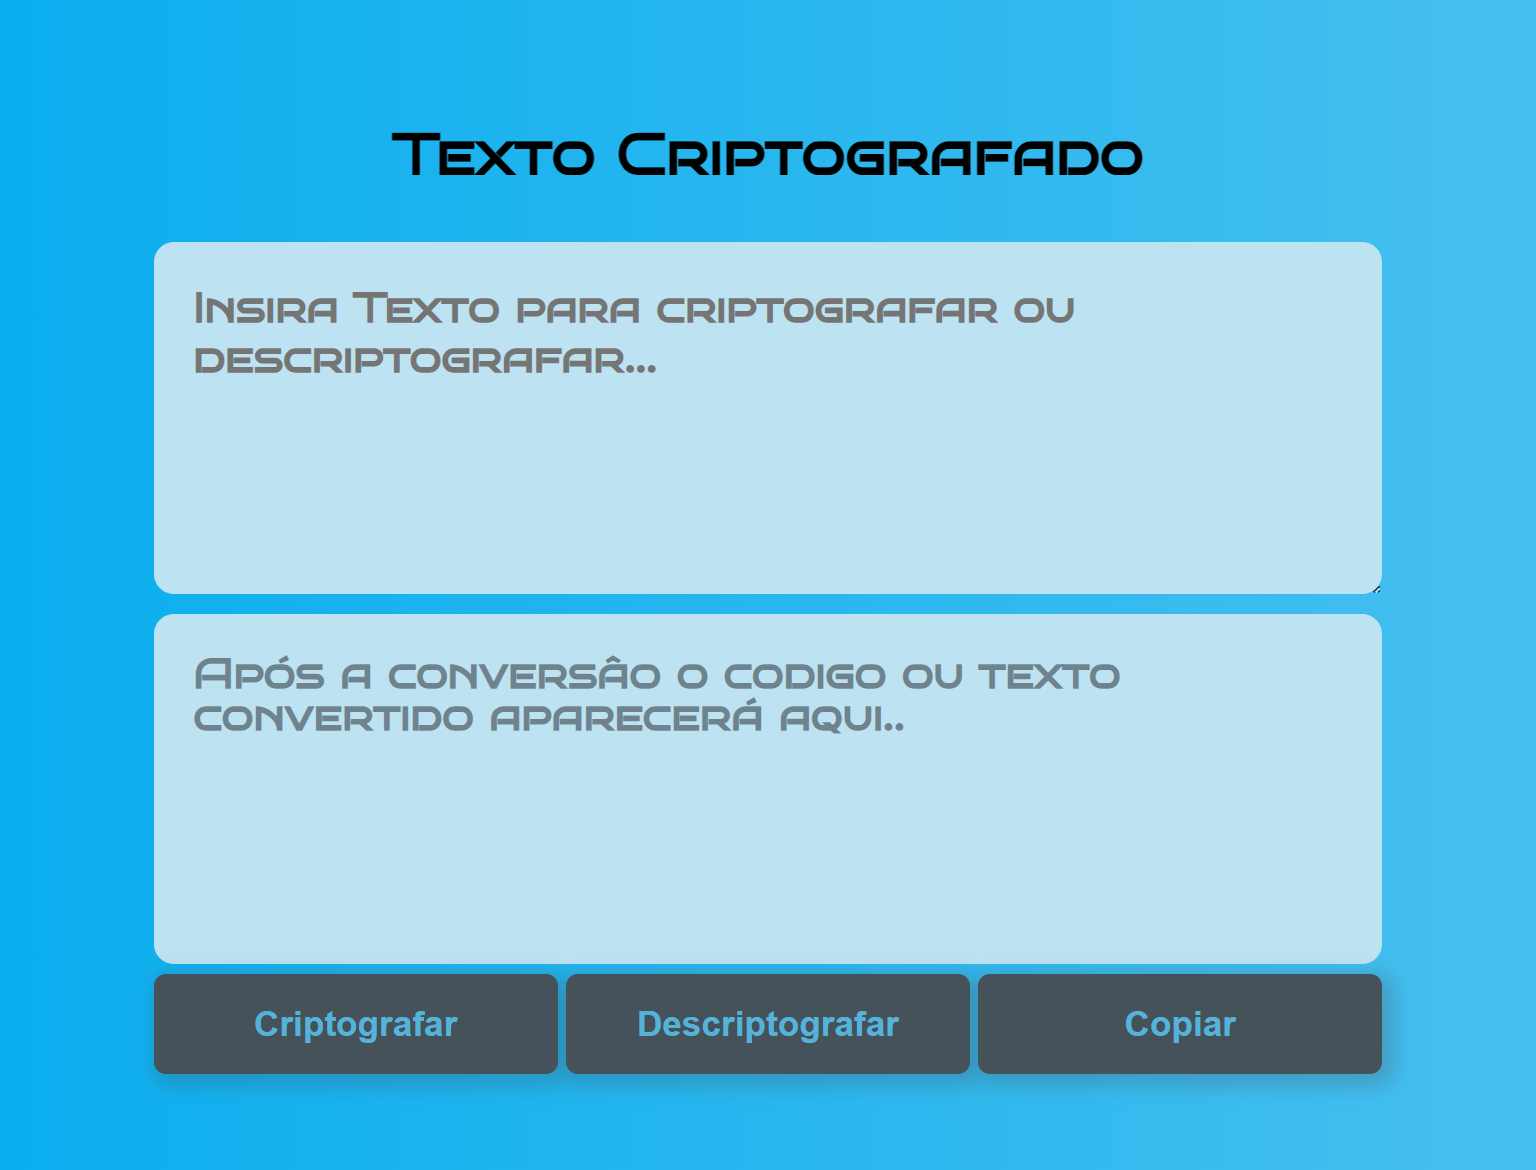 Texto Criptografado
Insira Texto para criptografar ou
descriptografar...
Após a conversão o codigo ou texto
convertido aparecerá aqui..
Criptografar
Descriptografar
Copiar